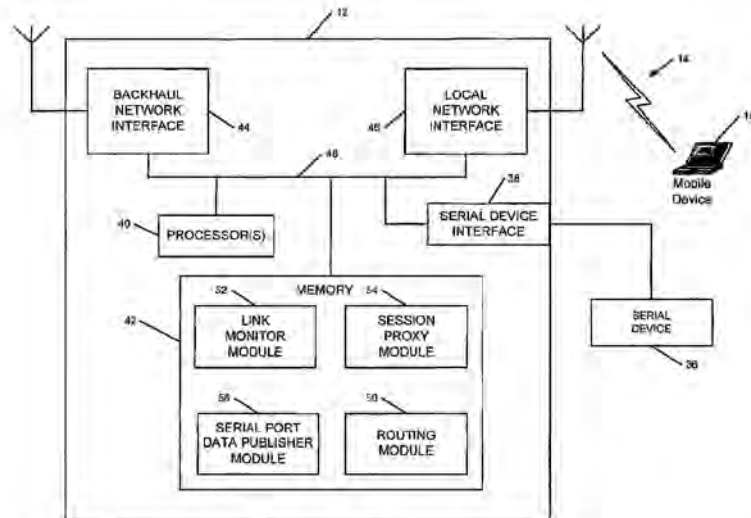 12
BACKHAUL
NETWORK
INTERFACE
44
LOCAL
NETWORK
INTERFACE
46
14
Mobile
Device
48
38
SERIAL DEVICE
INTERFACE
40
PROCESSOR(S)
MEMORY
42
52
LINK
MONITOR
MODULE
54
SESSION
PROXY
MODULE
SERIAL
DEVICE
36
SERIAL PORT
DATA PUBLISHER
MODULE
50
ROUTING
MODULE